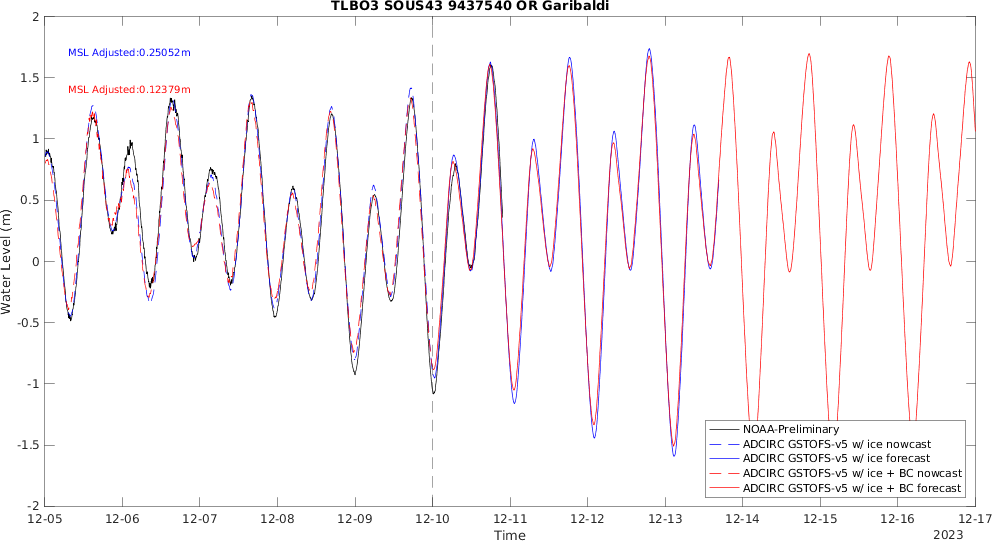 TLBO3 SOUS43 9437540 OR Garibaldi
MSL Adjusted:0.25052m
MSL Adjusted:0.12379m
Water Level (m)
2
1.5
1
0.5
0
-0.5
-1
-1.5
-2
NOAA-Preliminary
ADCIRC GSTOFS-v5 w/ ice nowcast
ADCIRC GSTOFS-v5 w/ ice forecast
ADCIRC GSTOFS-v5 w/ ice + BC nowcast
ADCIRC GSTOFS-v5 w/ ice + BC forecast
12-05 12-06 12-07 12-08 12-09 12-10 12-11 12-12 12-13 12-14 12-15 12-16 12-17
Time
2023